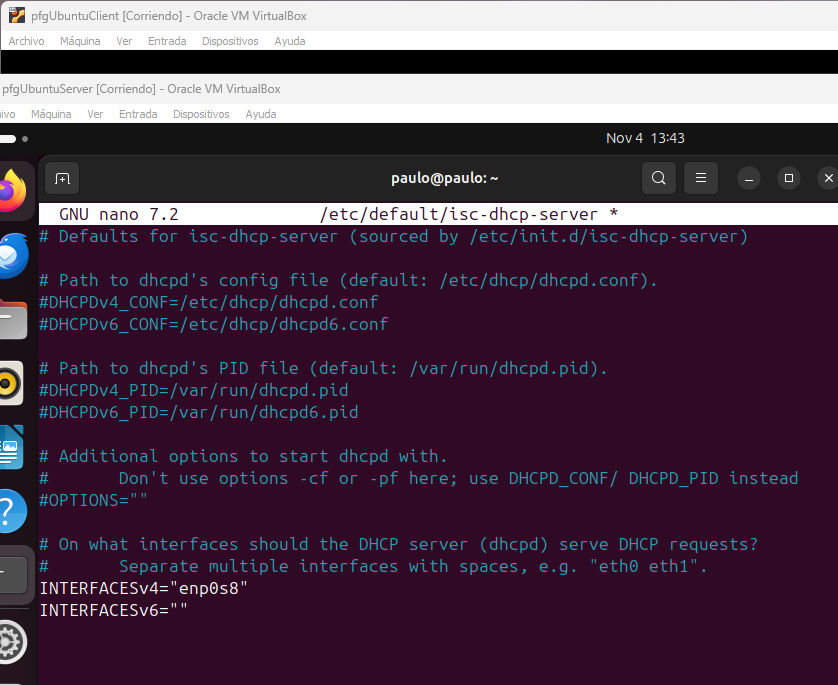 pfgUbuntuClient [Corriendo] - Oracle VM VirtualBox
Archivo Máquina Ver Entrada Dispositivos Ayuda
pfgUbuntuServer [Corriendo] - Oracle VM VirtualBox
ivo Máquina Ver Entrada Dispositivos Ayuda
Nov 4 13:43
paulo@paulo: ~
GNU nano 7.2 /etc/default/isc-dhcp-server *
# Defaults for isc-dhcp-server (sourced by /etc/init.d/isc-dhcp-server)
# Path to dhcpd's config file (default: /etc/dhcp/dhcpd.conf).
#DHCPDv4_CONF=/etc/dhcp/dhcpd.conf
#DHCPDv6_CONF=/etc/dhcp/dhcpd6.conf
# Path to dhcpd's PID file (default: /var/run/dhcpd.pid).
#DHCPDv4_PID=/var/run/dhcpd.pid
#DHCPDv6_PID=/var/run/dhcpd6.pid
# Additional options to start dhcpd with.
# Don't use options -cf or -pf here; use DHCPD_CONF/ DHCPD_PID instead
#OPTIONS=""
# On what interfaces should the DHCP server (dhcpd) serve DHCP requests?
# Separate multiple interfaces with spaces, e.g. "eth0 eth1".
INTERFACESv4="enp0s8"
INTERFACESv6=""